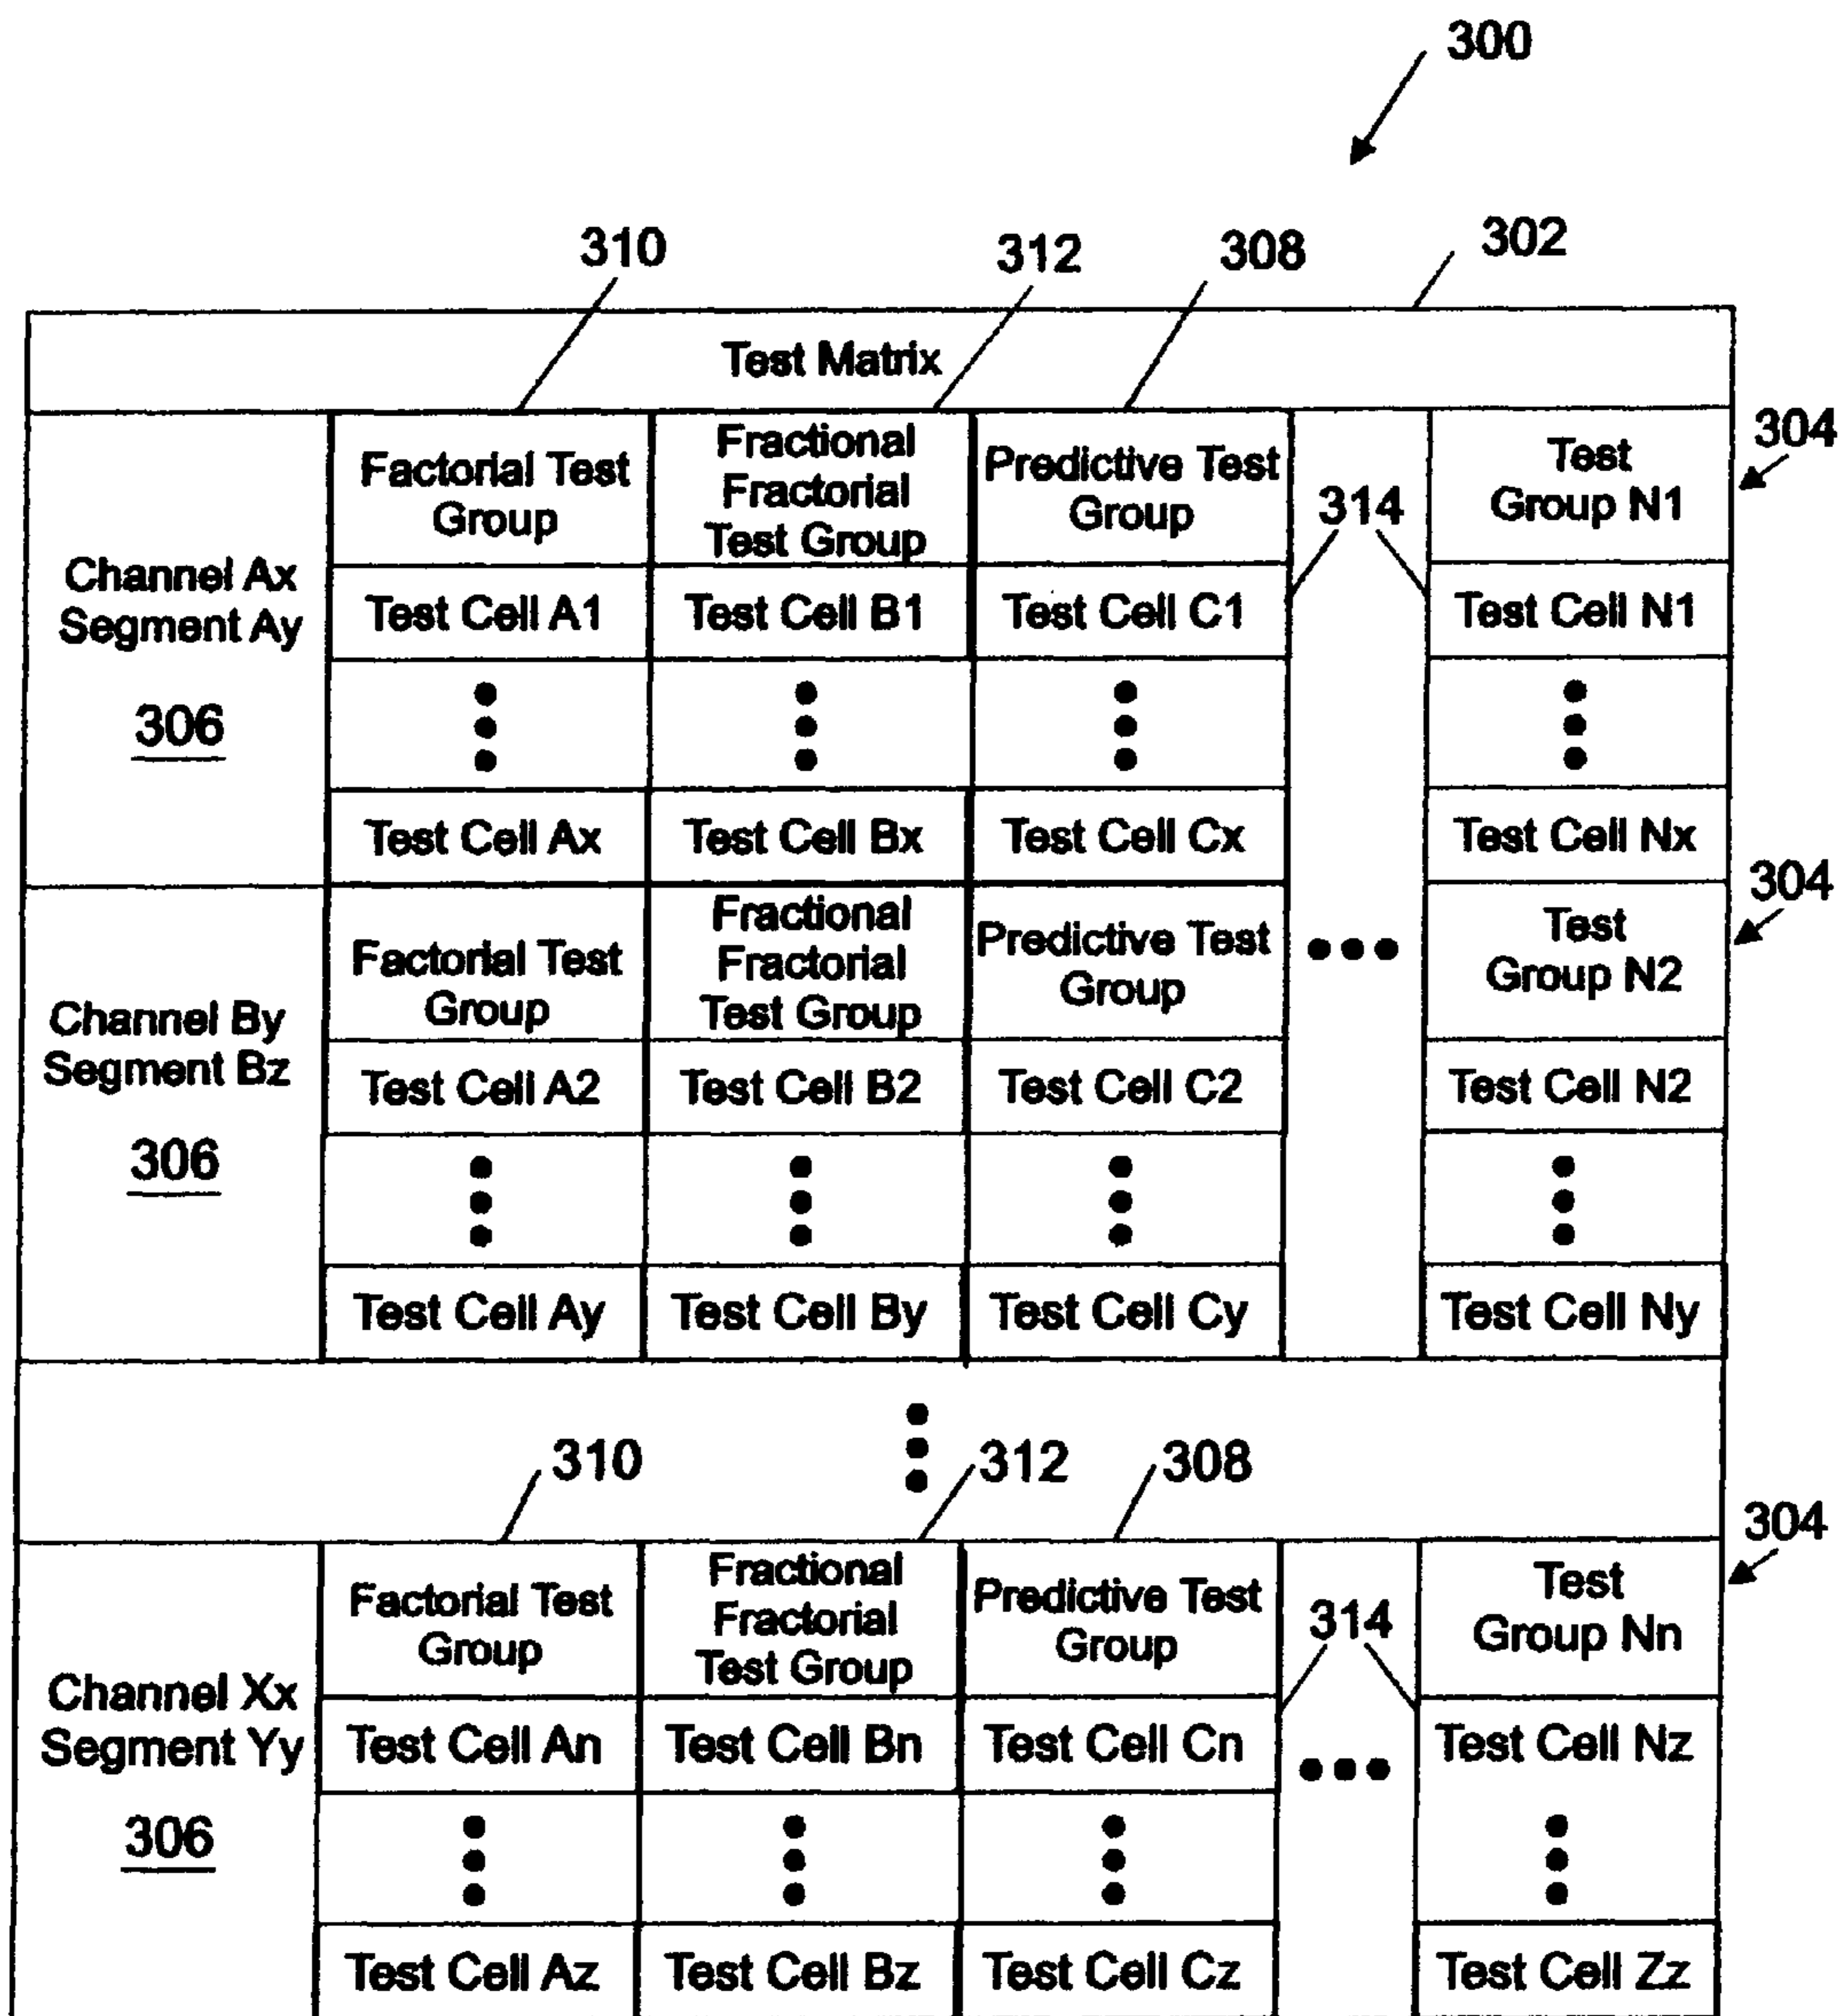 300
310
312
308
302
Test Matrix
304
Channel Ax
Segment Ay
306
Factorial Test
Group
Fractional
Fractorial
Test Group
Predictive Test
Group
314
Test
Group N1
Test Cell A1
Test Cell B1
Test Cell C1
Test Cell N1
Test Cell Ax
Test Cell Bx
Test Cell Cx
Test Cell Nx
304
Channel By
Segment Bz
306
Factorial Test
Group
Fractional
Fractorial
Test Group
Predictive Test
Group
Test
Group N2
Test Cell A2
Test Cell B2
Test Cell C2
Test Cell N2
Test Cell Ay
Test Cell By
Test Cell Cy
Test Cell Ny
310
312
308
304
Channel Xx
Segment Yy
306
Factorial Test
Group
Fractional
Fractorial
Test Group
Predictive Test
Group
314
Test
Group Nn
Test Cell An
Test Cell Bn
Test Cell Cn
Test Cell Nz
Test Cell Az
Test Cell Bz
Test Cell Cz
Test Cell Zz